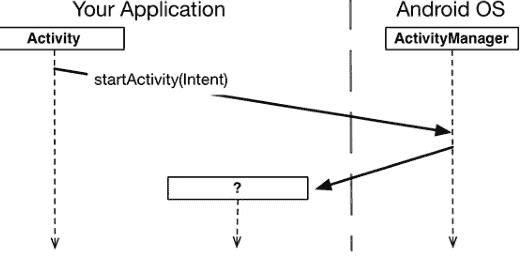 Your Application
Android OS
Activity
ActivityManager
startActivity(Intent)
?